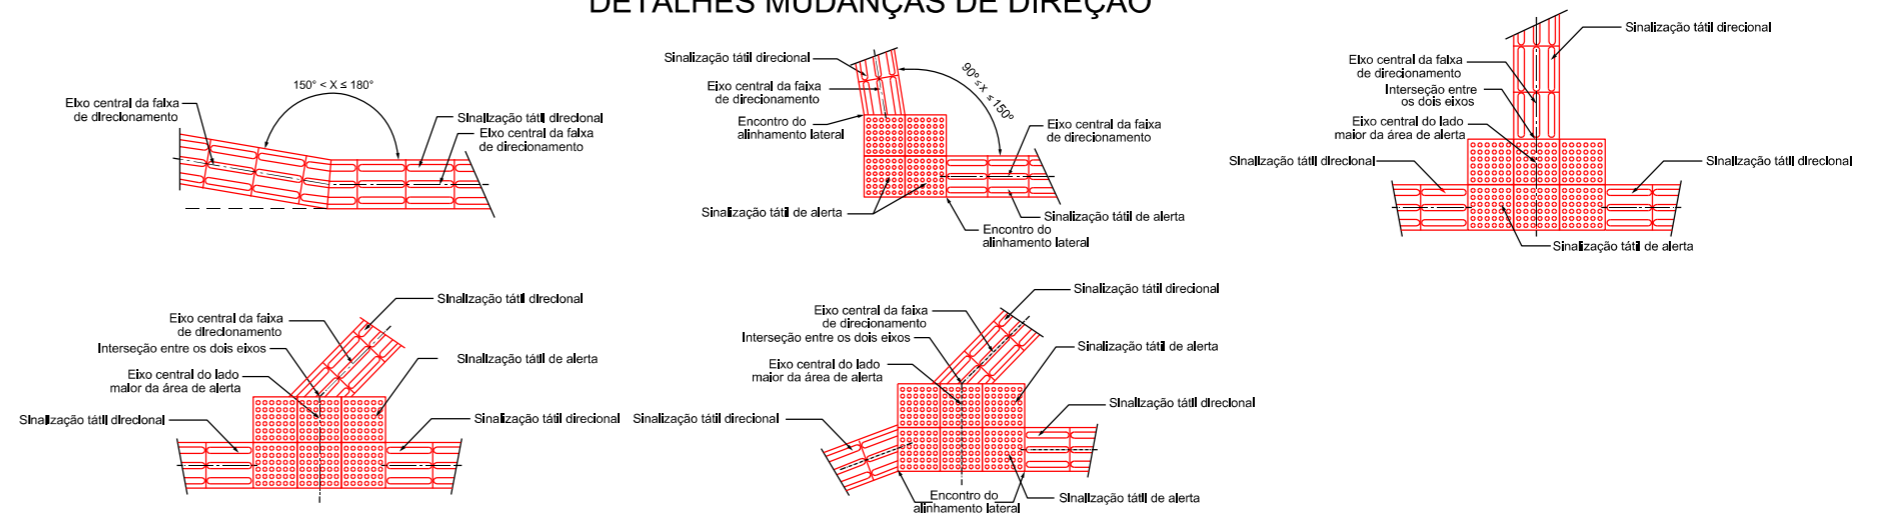 DETALHES MUDANÇAS DE DIREÇÃO
150° < X ≤ 180°
Eixo central da faixa
de direcionamento
Sinalização tátil direcional
Eixo central da faixa
de direcionamento
Sinalização tátil direcional
Eixo central da faixa
de direcionamento
Encontro do
alinhamento lateral
90º ≤ X ≤ 150º
Eixo central da faixa
de direcionamento
Sinalização tátil de alerta
Sinalização tátil de alerta
Encontro do
alinhamento lateral
Sinalização tátil direcional
Eixo central da faixa
de direcionamento
Interseção entre
os dois eixos
Eixo central do lado
maior da área de alerta
Sinalização tátil direcional
Sinalização tátil direcional
Sinalização tátil de alerta
Sinalização tátil direcional
Eixo central da faixa
de direcionamento
Interseção entre os dois eixos
Sinalização tátil de alerta
Eixo central do lado
maior da área de alerta
Sinalização tátil direcional
Sinalização tátil direcional
Sinalização tátil direcional
Eixo central da faixa
de direcionamento
Interseção entre os dois eixos
Sinalização tátil de alerta
Eixo central do lado
maior da área de alerta
Sinalização tátil direcional
Sinalização tátil direcional
Encontro do
alinhamento lateral
Sinalização tátil de alerta